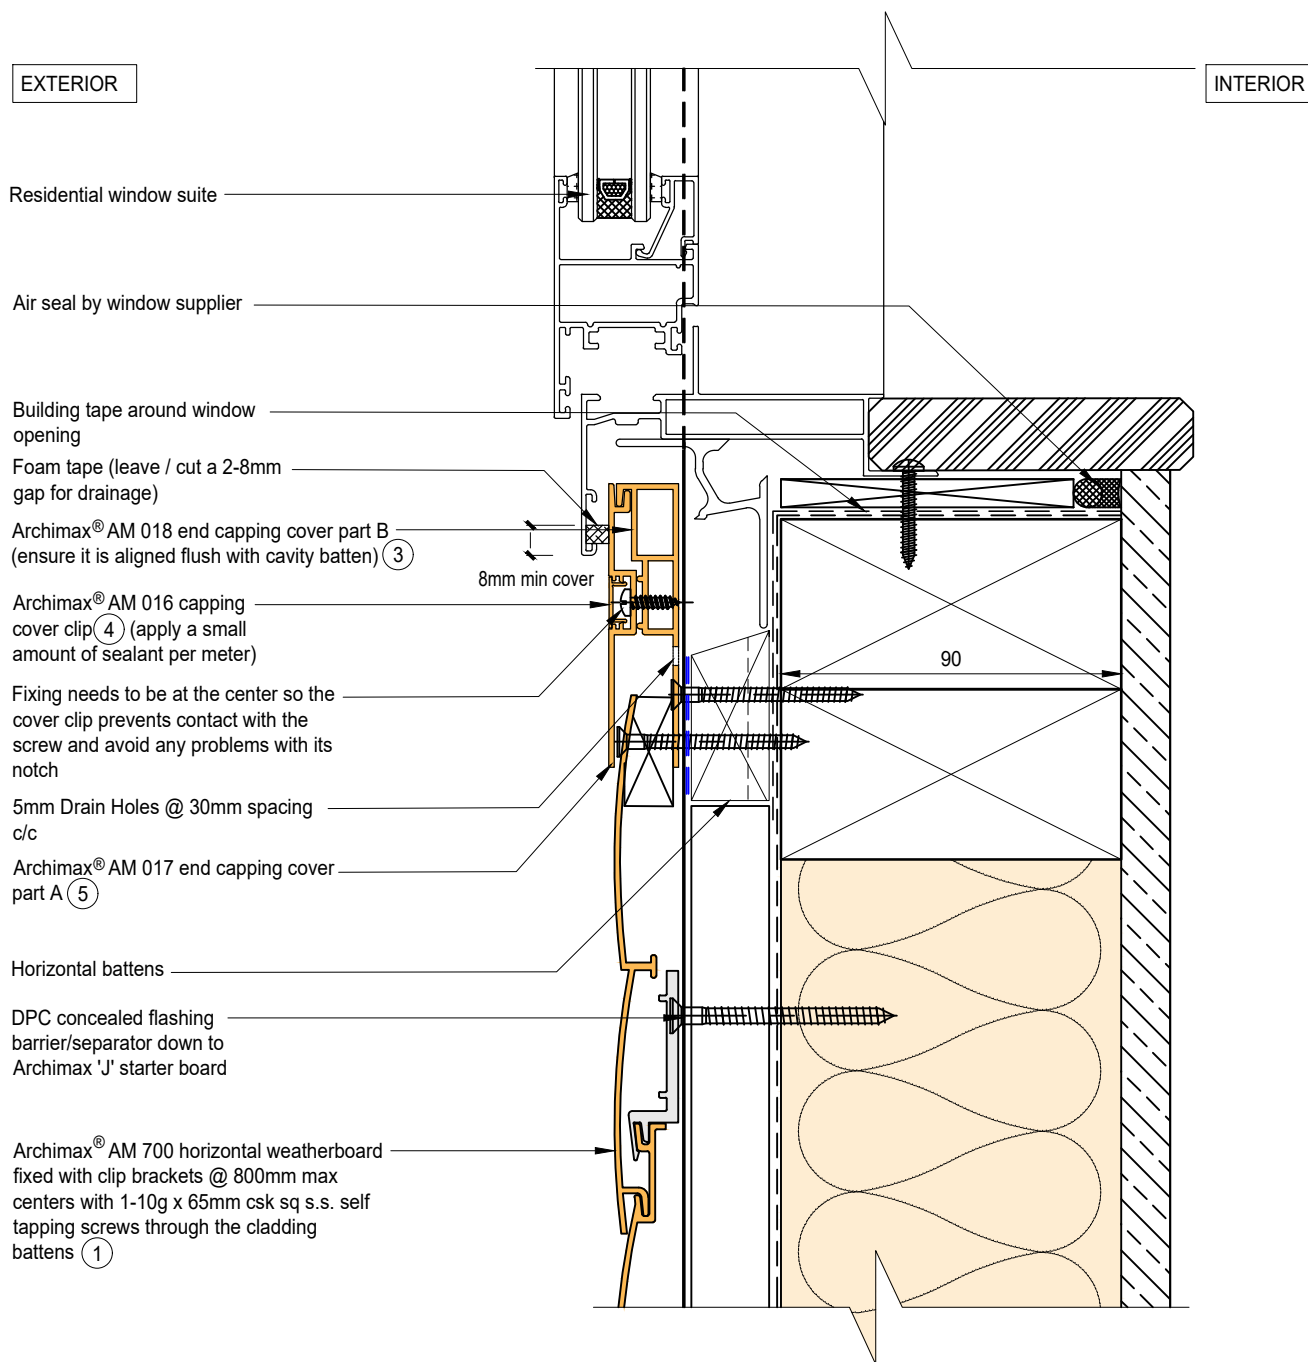 EXTERIOR
INTERIOR
Residential window suite
Air seal by window supplier
Building tape around window
opening
Foam tape (leave / cut a 2-8mm
gap for drainage)
Archimax® AM 018 end capping cover part B
(ensure it is aligned flush with cavity batten) 3
8mm min cover
Archimax® AM 016 capping
cover clip 4 (apply a small
amount of sealant per meter)
90
Fixing needs to be at the center so the
cover clip prevents contact with the
screw and avoid any problems with its
notch
5mm Drain Holes @ 30mm spacing
c/c
Archimax® AM 017 end capping cover
part A 5
Horizontal battens
DPC concealed flashing
barrier/separator down to
Archimax 'J' starter board
Archimax® AM 700 horizontal weatherboard
fixed with clip brackets @ 800mm max
centers with 1-10g x 65mm csk sq s.s. self
tapping screws through the cladding
battens 1